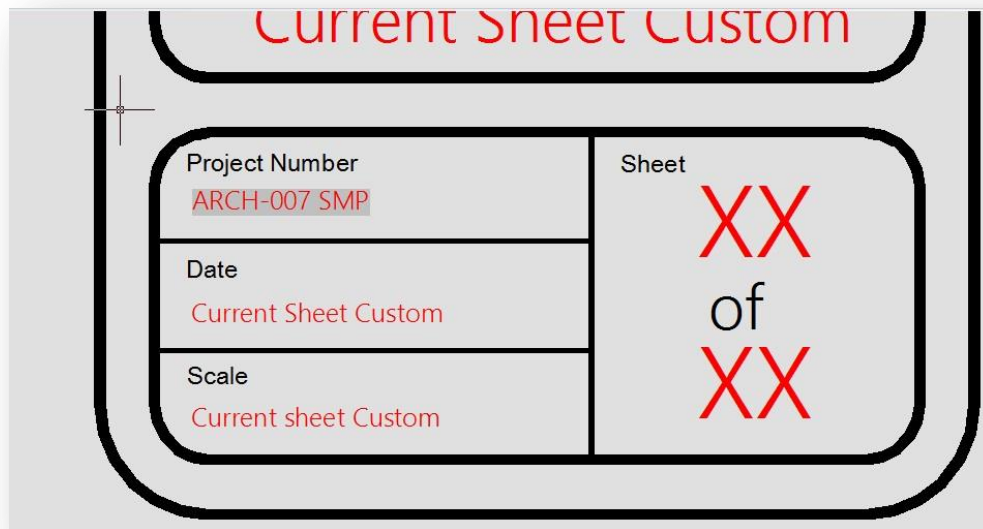 Current Sheet Custom
Project Number
ARCH-007 SMP
Date
Current Sheet Custom
Scale
Current sheet Custom
Sheet
XX
of
XX